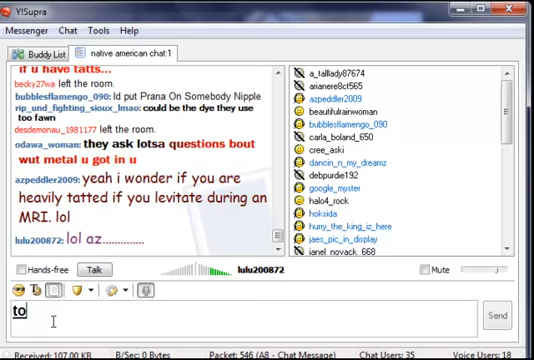 Y!Supra
Messenger Chat Tools Help
Buddy List native american chat:1
if u have tatts...
becky27wa left the room.
bubblesflamengo_090: Id put Prana On Somebody Nipple
rip_und_fighting_sioux_lmao: could be the dye they use
too fawn
desdemonau_1981177 left the room.
odawa_woman: they ask lotsa questions bout
wut metal u got in u
azpeddler2009: yeah i wonder if you are
heavily tatted if you levitate during an
MRI. lol
lulu200872: lol az..............
a_talllady87674
arianere8ct565
azpeddler2009
beautifulrainwoman
bubblesflamengo_090
carla_boland_650
cree_aski
dancin_n_my_dreamz
debpurdie192
google_myster
halo4_rock
hoksida
hurry_the_king_iz_here
jaes_pic_in_display
janel_novack_668
Hands-free Talk lulu200872 Mute
to
Send
Received: 107.00 KB B/Sec: 0 Bytes Packet: 546 (A8 - Chat Message) Chat Users: 35 Voice Users: 18